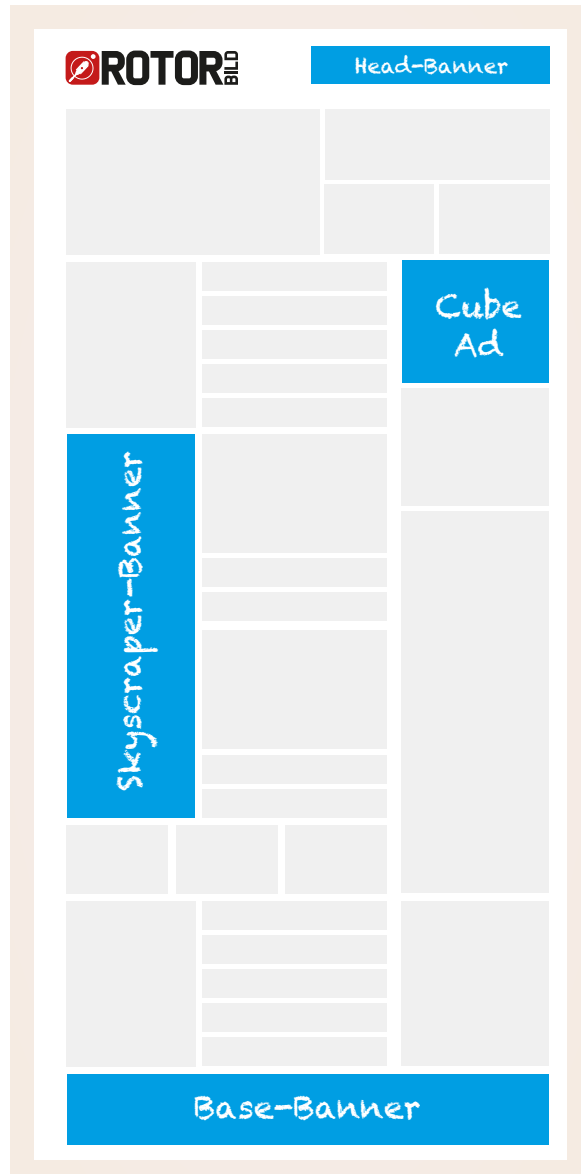 ROTOR BILD
Head-Banner
Cube
Ad
Skyscraper-Banner
Base-Banner